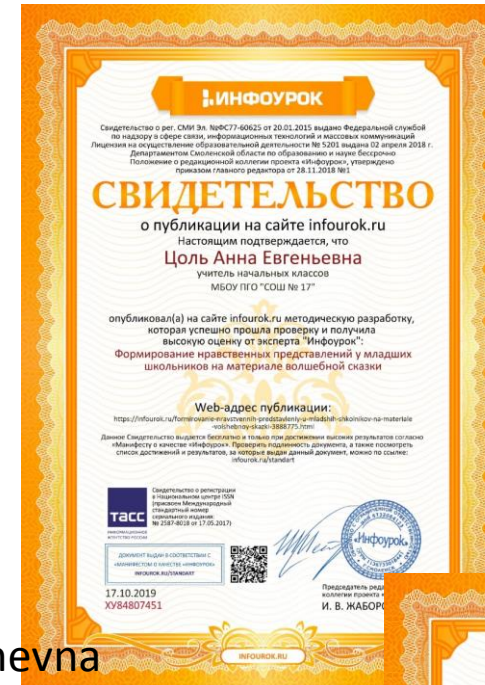 ИНФОУРОК
Свидетельство о рег. СМИ Эл. №ФС77-60625 от 20.01.2015 выдано Федеральной службой
по надзору в сфере связи, информационных технологий и массовых коммуникаций
Лицензия на осуществление образовательной деятельности № 5201 выдана 02 апреля 2018 г.
Департаментом Смоленской области по образованию и науке бессрочно
Положение о редакционной коллегии проекта «Инфоурок», утверждено
приказом главного редактора от 28.11.2018 №1
СВИДЕТЕЛЬСТВО
о публикации на сайте infourok.ru
Настоящим подтверждается, что
Цоль Анна Евгеньевна
учитель начальных классов
МБОУ ПГО "СОШ № 17"
опубликовал(а) на сайте infourok.ru методическую разработку,
которая успешно прошла проверку и получила
высокую оценку от эксперта "Инфоурок":
Формирование нравственных представлений у младших
школьников на материале волшебной сказки
Web-адрес публикации:
https://infourok.ru/formirovanie-nravstvennih-predstavleniy-u-mladshih-shkolnikov-na-materiale
-volshebnoy-skazki-3888775.html
Данное Свидетельство выдается бесплатно и только при достижении высоких результатов согласно
«Манифесту о качестве «Инфоурок». Проверить подлинность документа, а также посмотреть
список достижений и результатов, за которые выдан данный документ, можно по ссылке:
infourok.ru/standart
Свидетельство о регистрации
в Национальном центре ISSN
(присвоен Международный
стандартный номер
сериального издания:
№ 2587-8018 от 17.05.2017)
ТАСС
ИНФОРМАЦИОННОЕ
АГЕНТСТВО РОССИИ
ДОКУМЕНТ ВЫДАН В СООТВЕТСТВИИ С
«МАНИФЕСТОМ О КАЧЕСТВЕ «ИНФОУРОК»
INFOUROK.RU/STANDART
«Инфоурок»
17.10.2019
ХУ84807451
Председатель
коллегии проекта
И. В. ЖАБОР
INFOUROK.RU
nevna